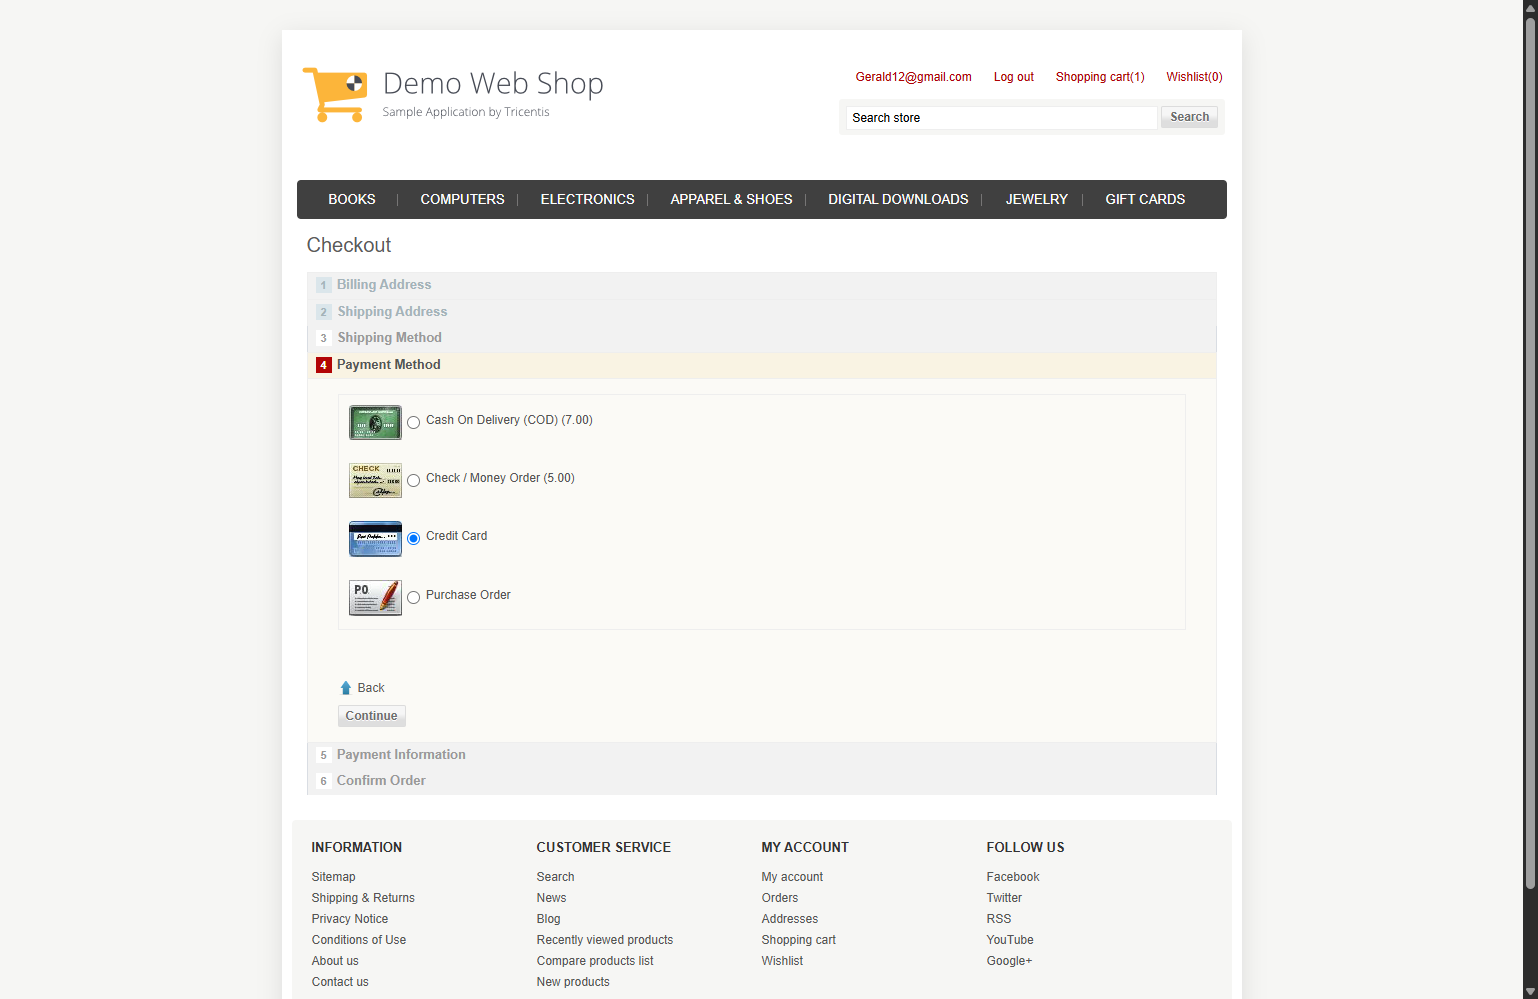 Demo Web Shop
Sample Application by Tricentis
Gerald12@gmail.com Log out Shopping cart(1) Wishlist(0)
Search store Search
BOOKS COMPUTERS ELECTRONICS APPAREL & SHOES DIGITAL DOWNLOADS JEWELRY GIFT CARDS
Checkout
1 Billing Address
2 Shipping Address
3 Shipping Method
4 Payment Method
Cash On Delivery (COD) (7.00)
CHECK
Check / Money Order (5.00)
Credit Card
P.O.
Purchase Order
Back
Continue
5 Payment Information
6 Confirm Order
INFORMATION CUSTOMER SERVICE MY ACCOUNT FOLLOW US
Sitemap Search My account Facebook
Shipping & Returns News Orders Twitter
Privacy Notice Blog Addresses RSS
Conditions of Use Recently viewed products Shopping cart YouTube
About us Compare products list Wishlist Google+
Contact us New products